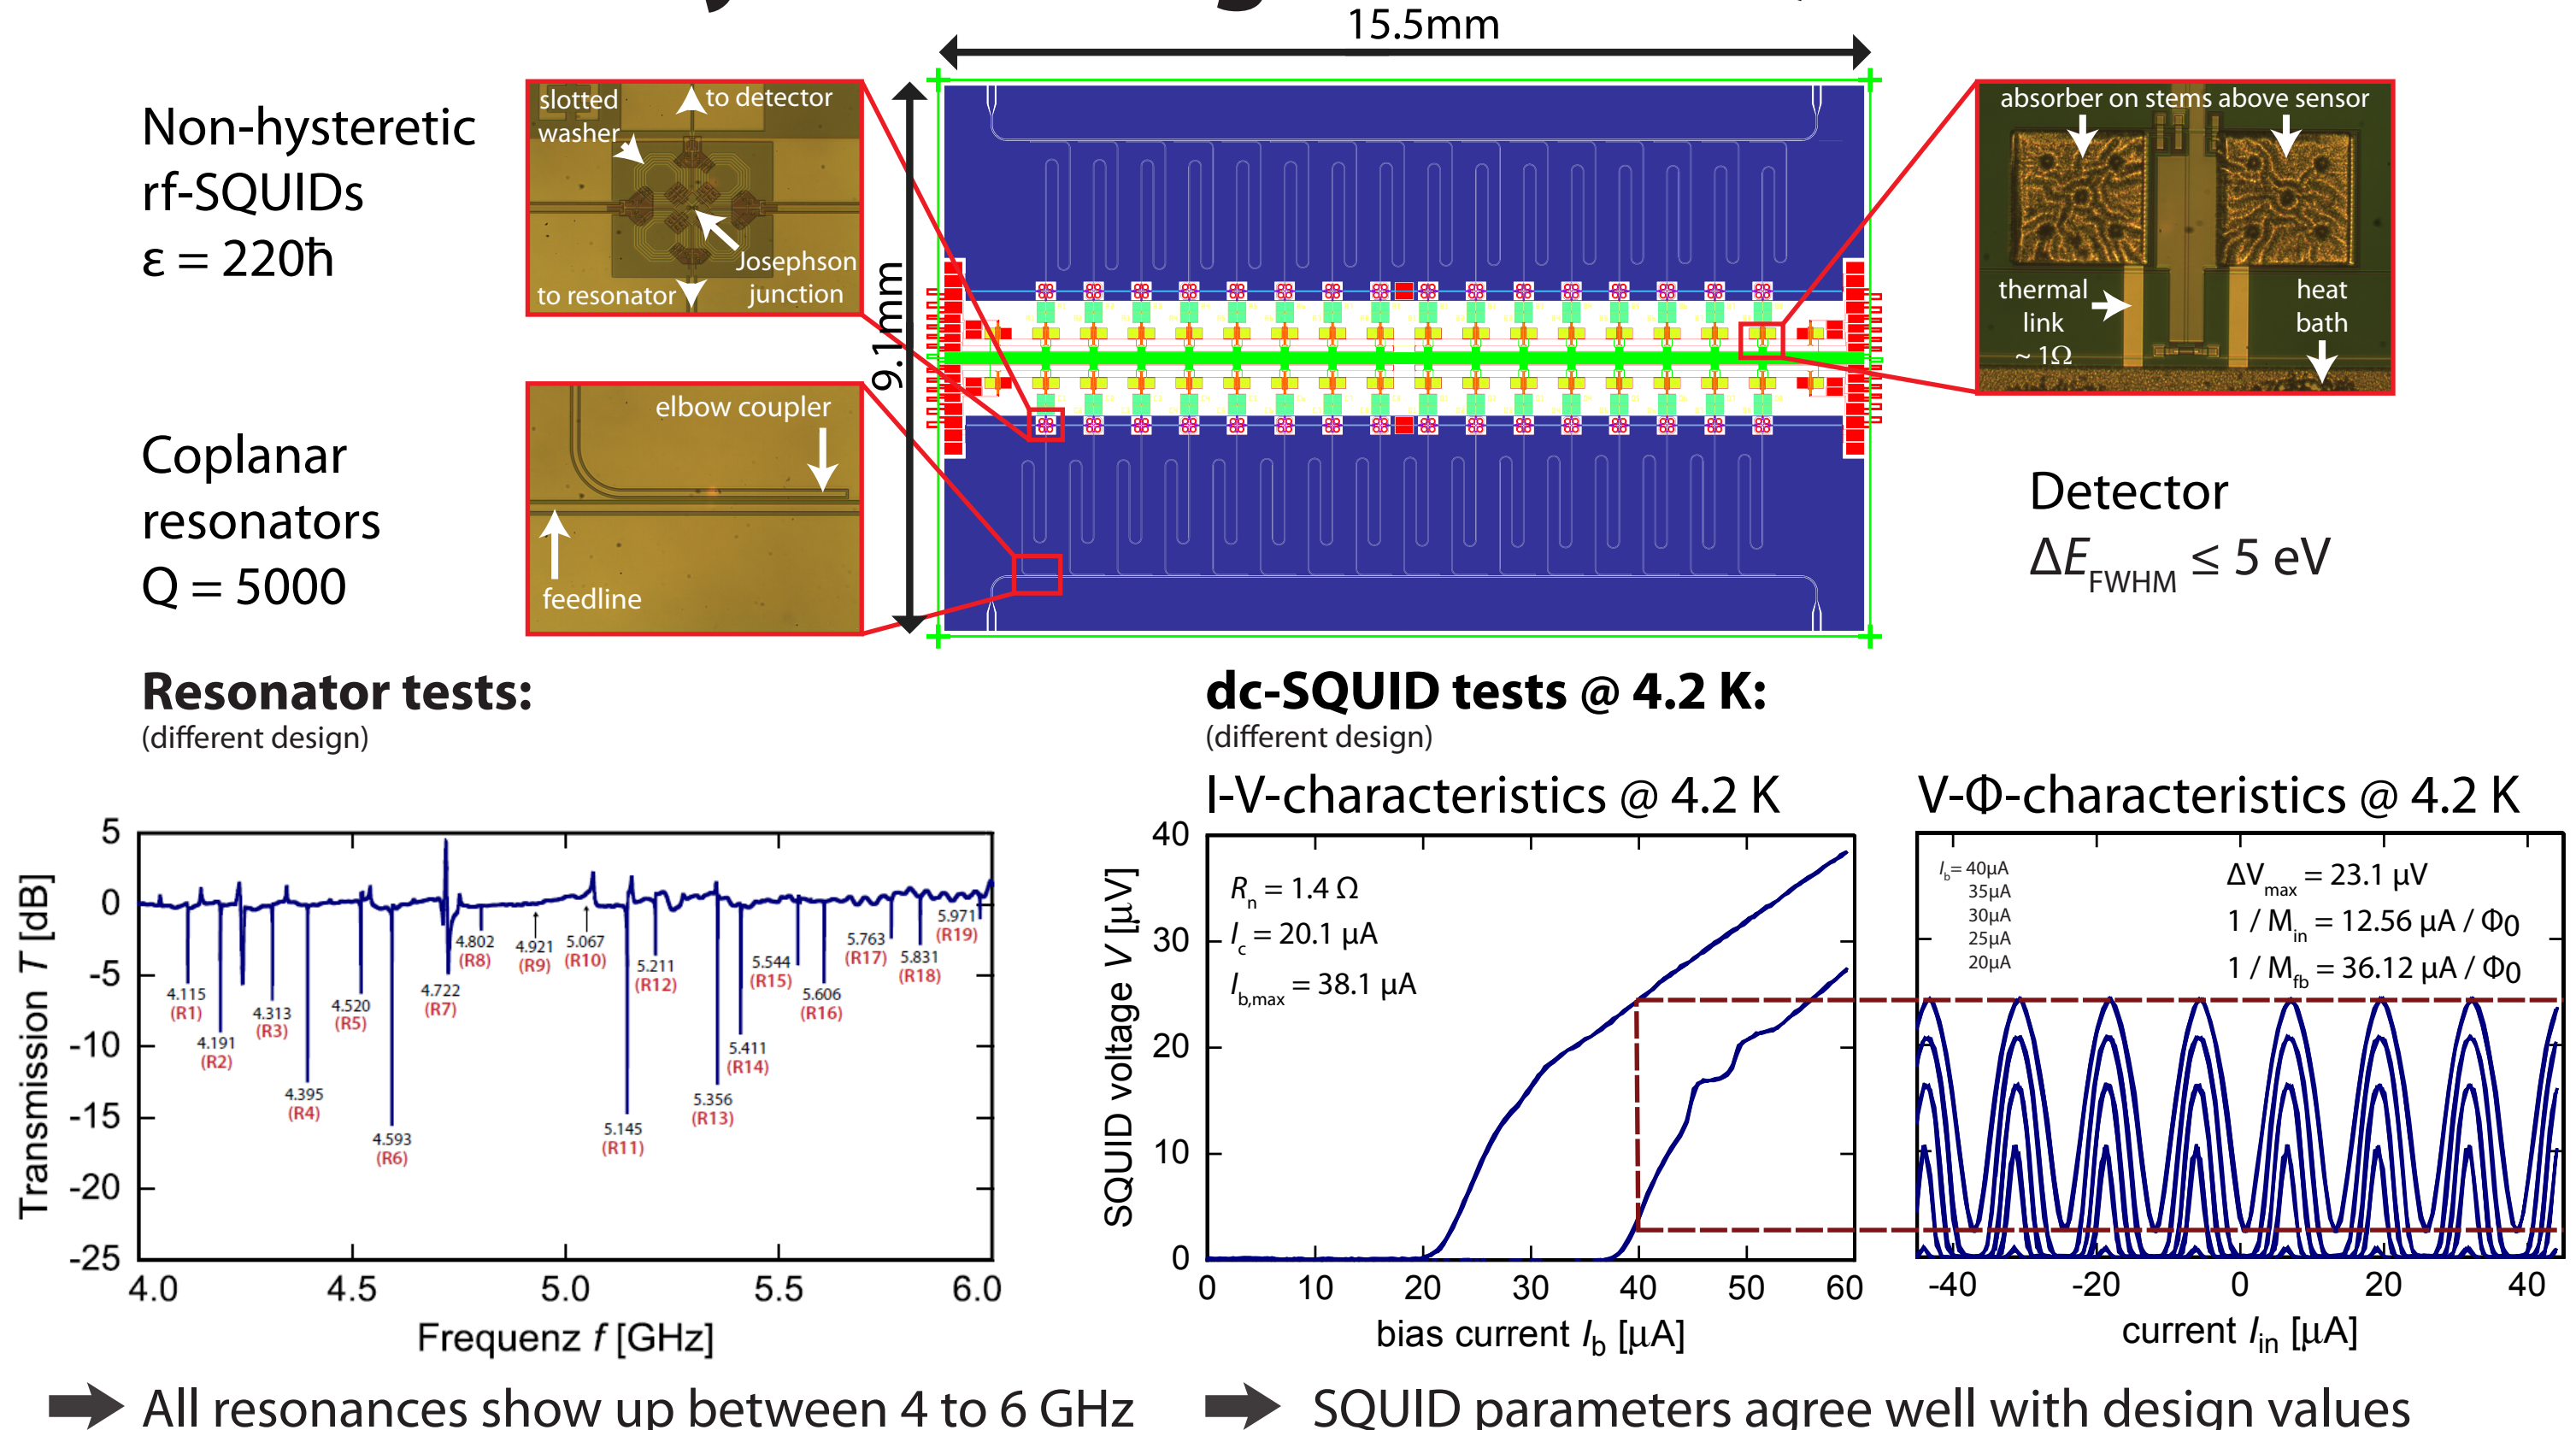 15.5mm
9.1mm
Non-hysteretic
rf-SQUIDs
ε = 220ħ
slotted
washer
to detector
Josephson
junction
to resonator
absorber on stems above sensor
thermal
link
~ 1Ω
heat
bath
Coplanar
resonators
Q = 5000
elbow coupler
feedline
Detector
ΔE_FWHM ≤ 5 eV
Resonator tests:
(different design)
5
0
-5
-10
-15
-20
-25
Transmission T [dB]
4.115
(R1)
4.191
(R2)
4.313
(R3)
4.395
(R4)
4.520
(R5)
4.593
(R6)
4.722
(R7)
4.802
(R8)
4.921
(R9)
5.067
(R10)
5.145
(R11)
5.211
(R12)
5.356
(R13)
5.411
(R14)
5.544
(R15)
5.606
(R16)
5.763
(R17)
5.831
(R18)
5.971
(R19)
4.0 4.5 5.0 5.5 6.0
Frequenz f [GHz]
All resonances show up between 4 to 6 GHz
dc-SQUID tests @ 4.2 K:
(different design)
I-V-characteristics @ 4.2 K
40
30
20
10
0
SQUID voltage V [µV]
R_n = 1.4 Ω
I_c = 20.1 µA
I_b,max = 38.1 µA
0 10 20 30 40 50 60
bias current I_b [µA]
V-Φ-characteristics @ 4.2 K
I_b = 40µA
35µA
30µA
25µA
20µA
ΔV_max = 23.1 µV
1 / M_in = 12.56 µA / Φ0
1 / M_fb = 36.12 µA / Φ0
-40 -20 0 20 40
current I_in [µA]
SQUID parameters agree well with design values